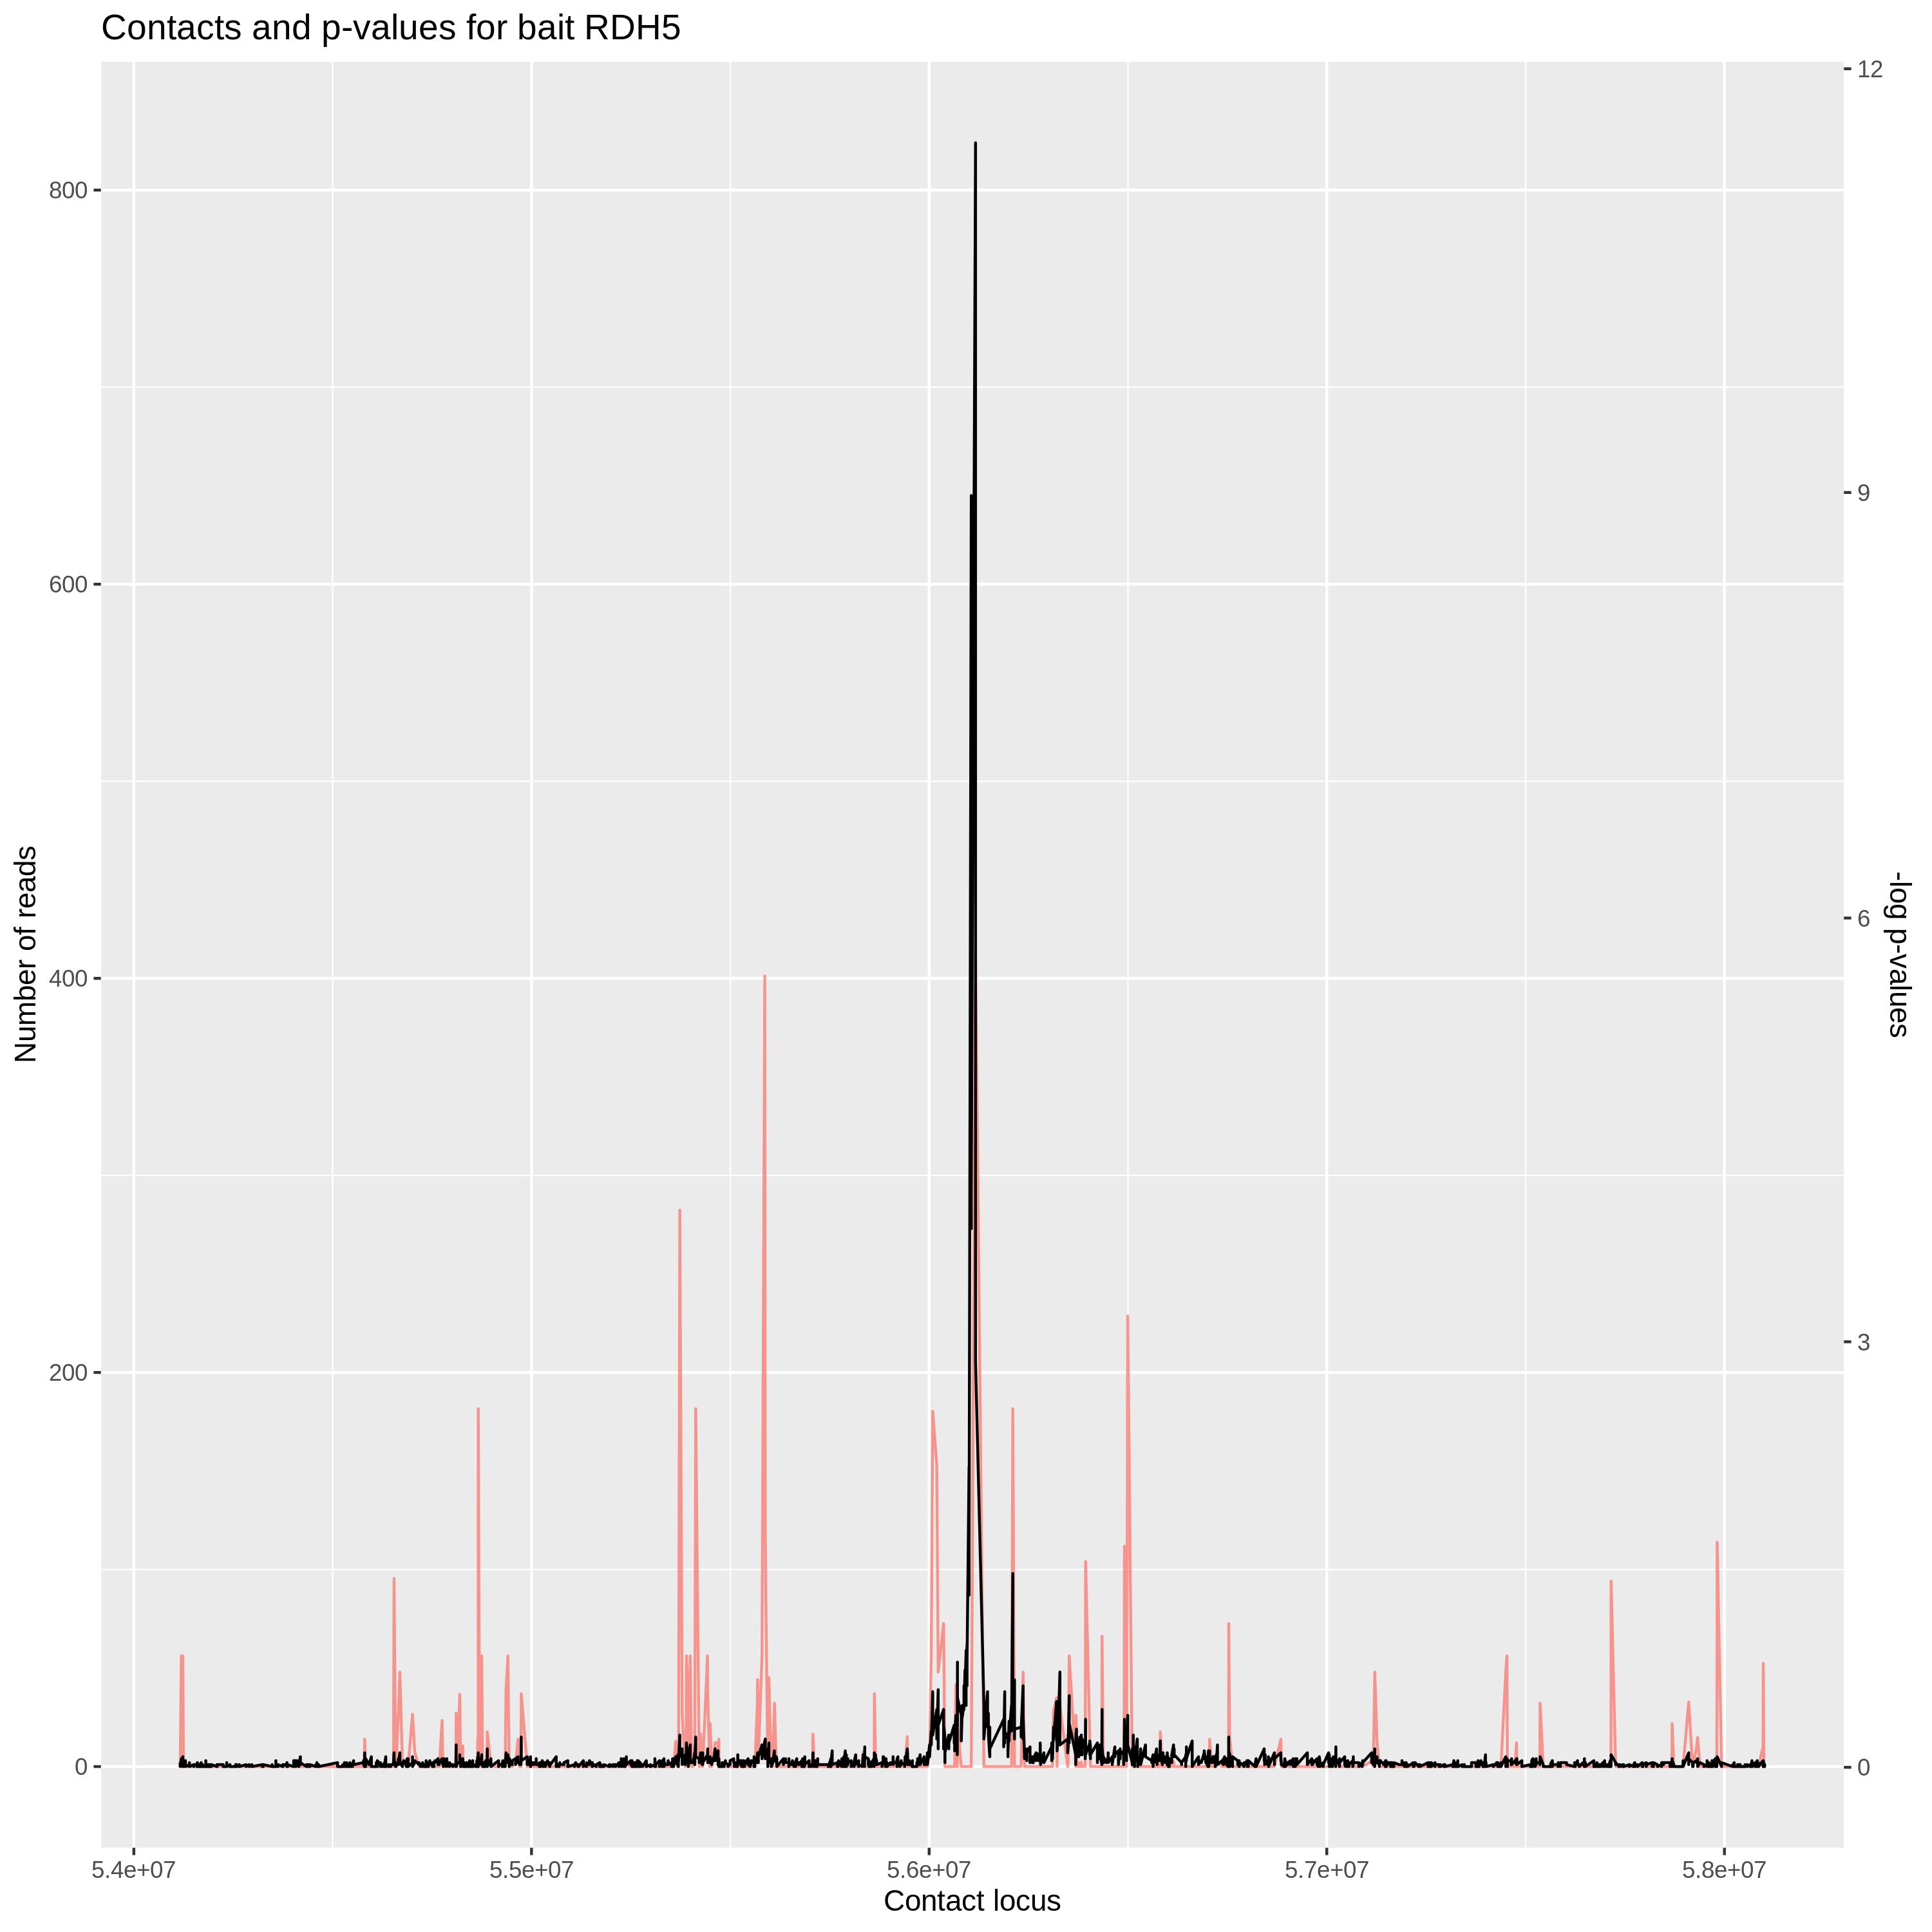 Contacts and p-values for bait RDH5
12
800
9
600
6
400
3
200
0
0
Number of reads
-log p-values
5.4e+07
5.5e+07
5.6e+07
5.7e+07
5.8e+07
Contact locus